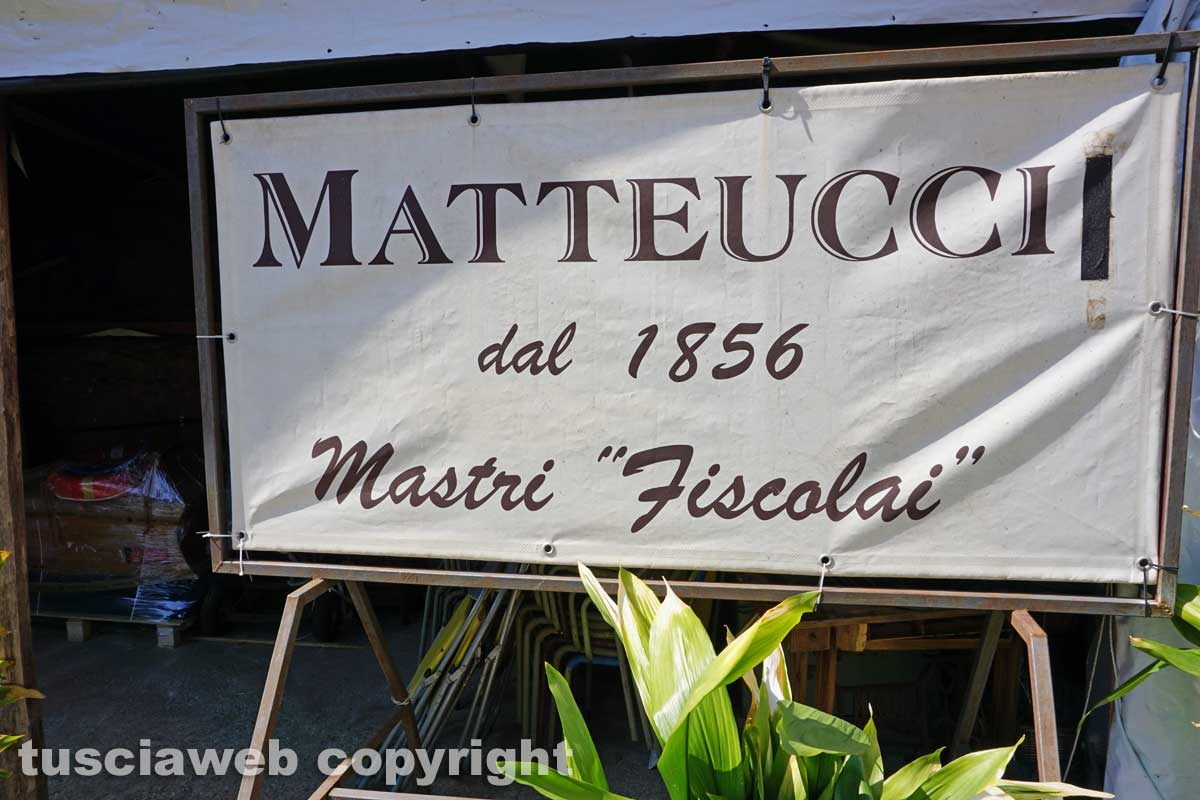 MATTEUCCI
dal 1856
Mastri "Fiscolai"
tusciaweb copyright